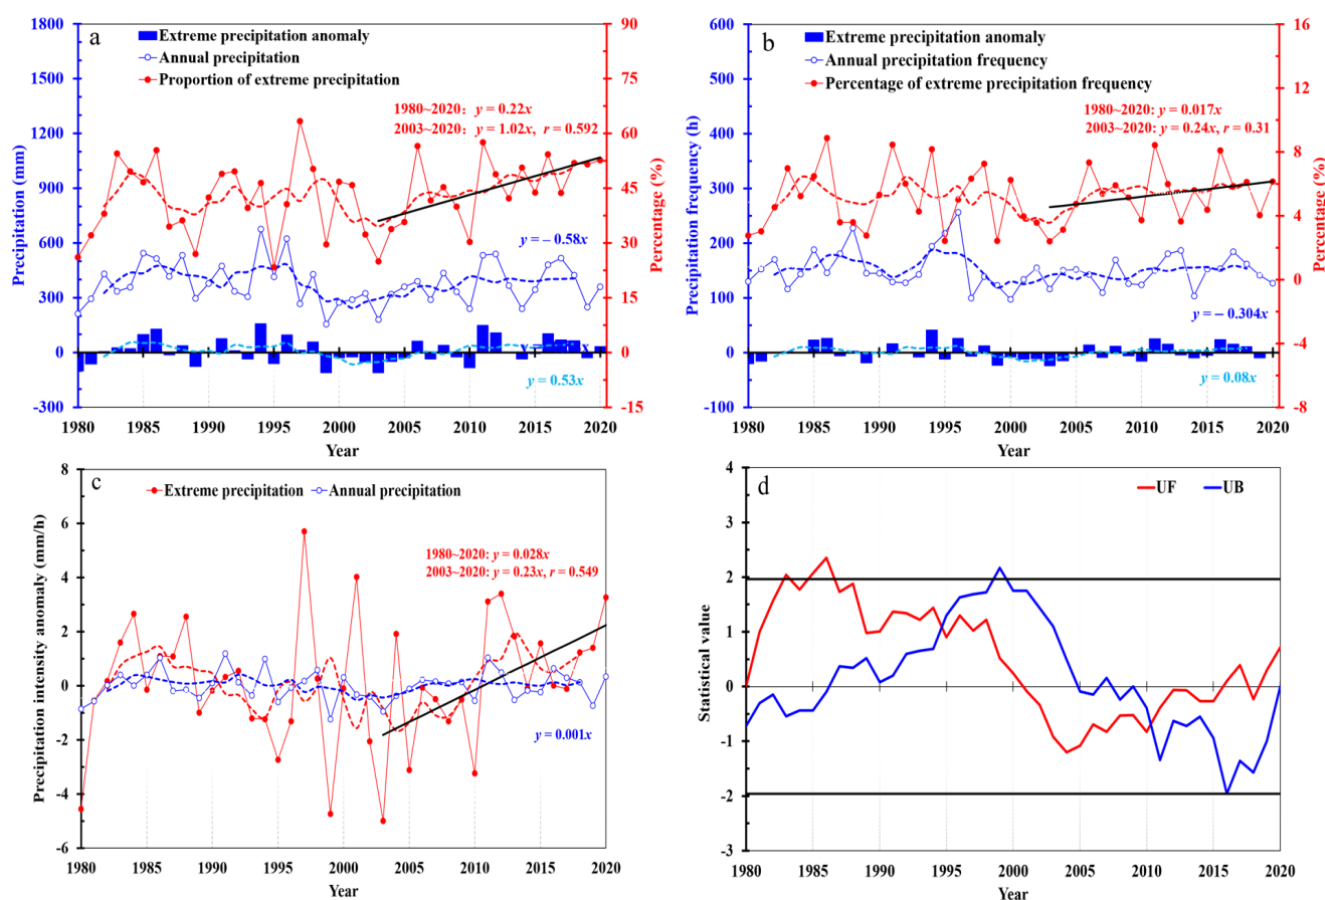 a
Extreme precipitation anomaly
Annual precipitation
Proportion of extreme precipitation
1980~2020: y = 0.22x
2003~2020: y = 1.02x, r = 0.592
y = − 0.58x
y = 0.53x
Precipitation (mm)
1800
1500
1200
900
600
300
0
-300
Percentage (%)
90
75
60
45
30
15
0
-15
1980 1985 1990 1995 2000 2005 2010 2015 2020
Year
b
Extreme precipitation anomaly
Annual precipitation frequency
Percentage of extreme precipitation frequency
1980~2020: y = 0.017x
2003~2020: y = 0.24x, r = 0.31
y = − 0.304x
y = 0.08x
Precipitation frequency (h)
600
500
400
300
200
100
0
-100
Percentage (%)
16
12
8
4
0
-4
-8
1980 1985 1990 1995 2000 2005 2010 2015 2020
Year
c
Extreme precipitation Annual precipitation
1980~2020: y = 0.028x
2003~2020: y = 0.23x, r = 0.549
y = 0.001x
Precipitation intensity anomaly (mm/h)
8
6
4
2
0
-2
-4
-6
1980 1985 1990 1995 2000 2005 2010 2015 2020
Year
d
UF UB
Statistical value
4
3
2
1
0
-1
-2
-3
1980 1985 1990 1995 2000 2005 2010 2015 2020
Year